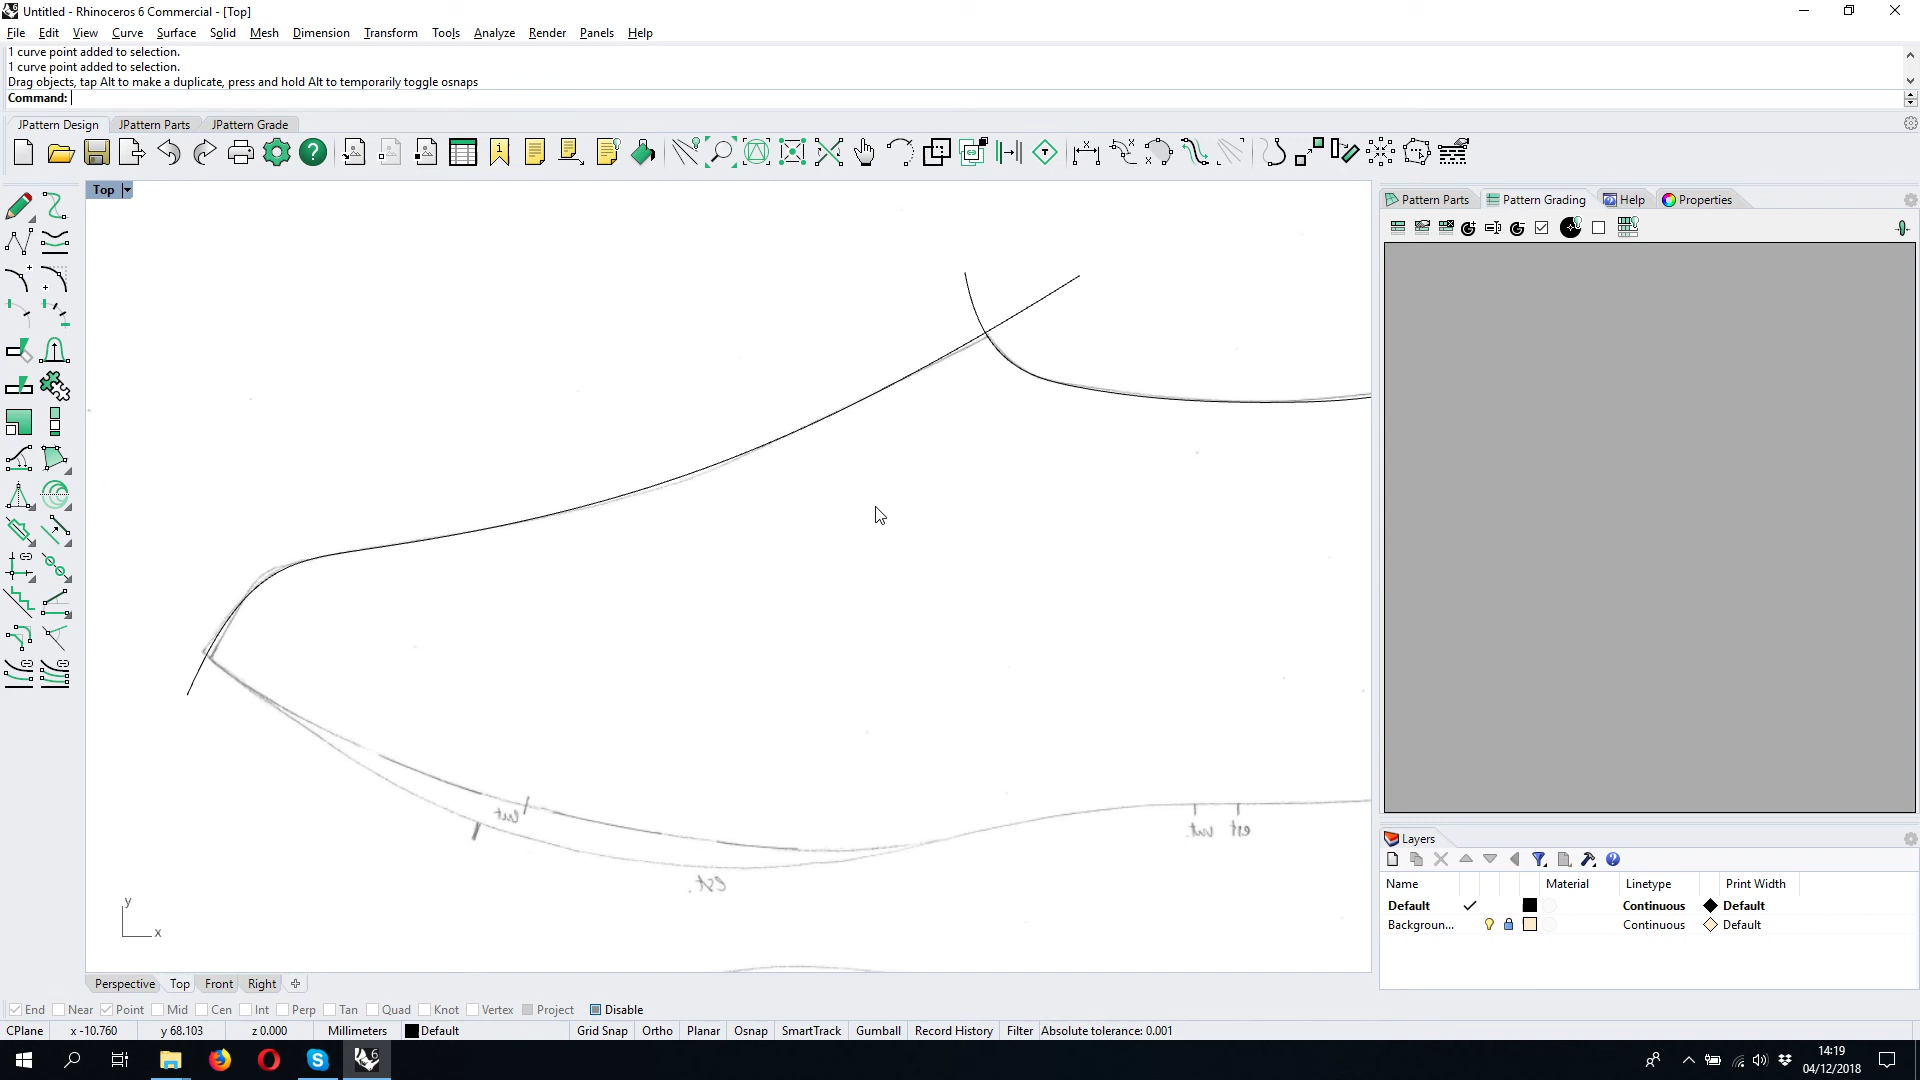 Untitled - Rhinoceros 6 Commercial - [Top]
File Edit View Curve Surface Solid Mesh Dimension Transform Tools Analyze Render Panels Help
1 curve point added to selection.
1 curve point added to selection.
Drag objects, tap Alt to make a duplicate, press and hold Alt to temporarily toggle osnaps
Command:
JPattern Design JPattern Parts JPattern Grade
Top
Pattern Parts Pattern Grading Help Properties
est
est.
Layers
Name Material Linetype Print Width
Default Continuous Default
Backgroun... Continuous Default
y
x
Perspective Top Front Right
End Near Point Mid Cen Int Perp Tan Quad Knot Vertex Project Disable
CPlane x -10.760 y 68.103 z 0.000 Millimeters Default Grid Snap Ortho Planar Osnap SmartTrack Gumball Record History Filter Absolute tolerance: 0.001
14:19
04/12/2018